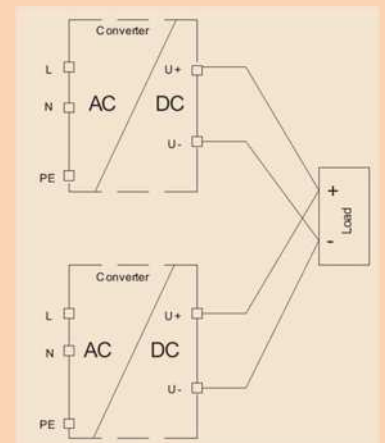 Converter
L
U+
N
AC
DC
U-
PE
+
-
Load
Converter
L
U+
N
AC
DC
U-
PE